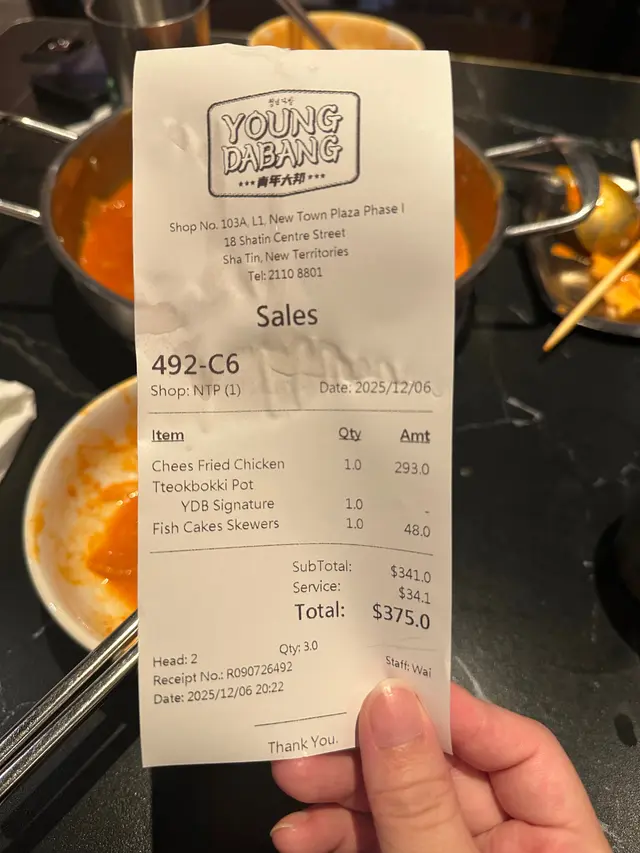 청년다방
YOUNG
DABANG
青年大邦
Shop No. 103A, L1, New Town Plaza Phase I
18 Shatin Centre Street
Sha Tin, New Territories
Tel: 2110 8801
Sales
492-C6
Shop: NTP (1) Date: 2025/12/06
Item Qty Amt
Chees Fried Chicken 1.0 293.0
Tteokbokki Pot
YDB Signature 1.0 -
Fish Cakes Skewers 1.0 48.0
SubTotal: $341.0
Service: $34.1
Total: $375.0
Head: 2 Qty: 3.0 Staff: Wai
Receipt No.: R090726492
Date: 2025/12/06 20:22
Thank You.